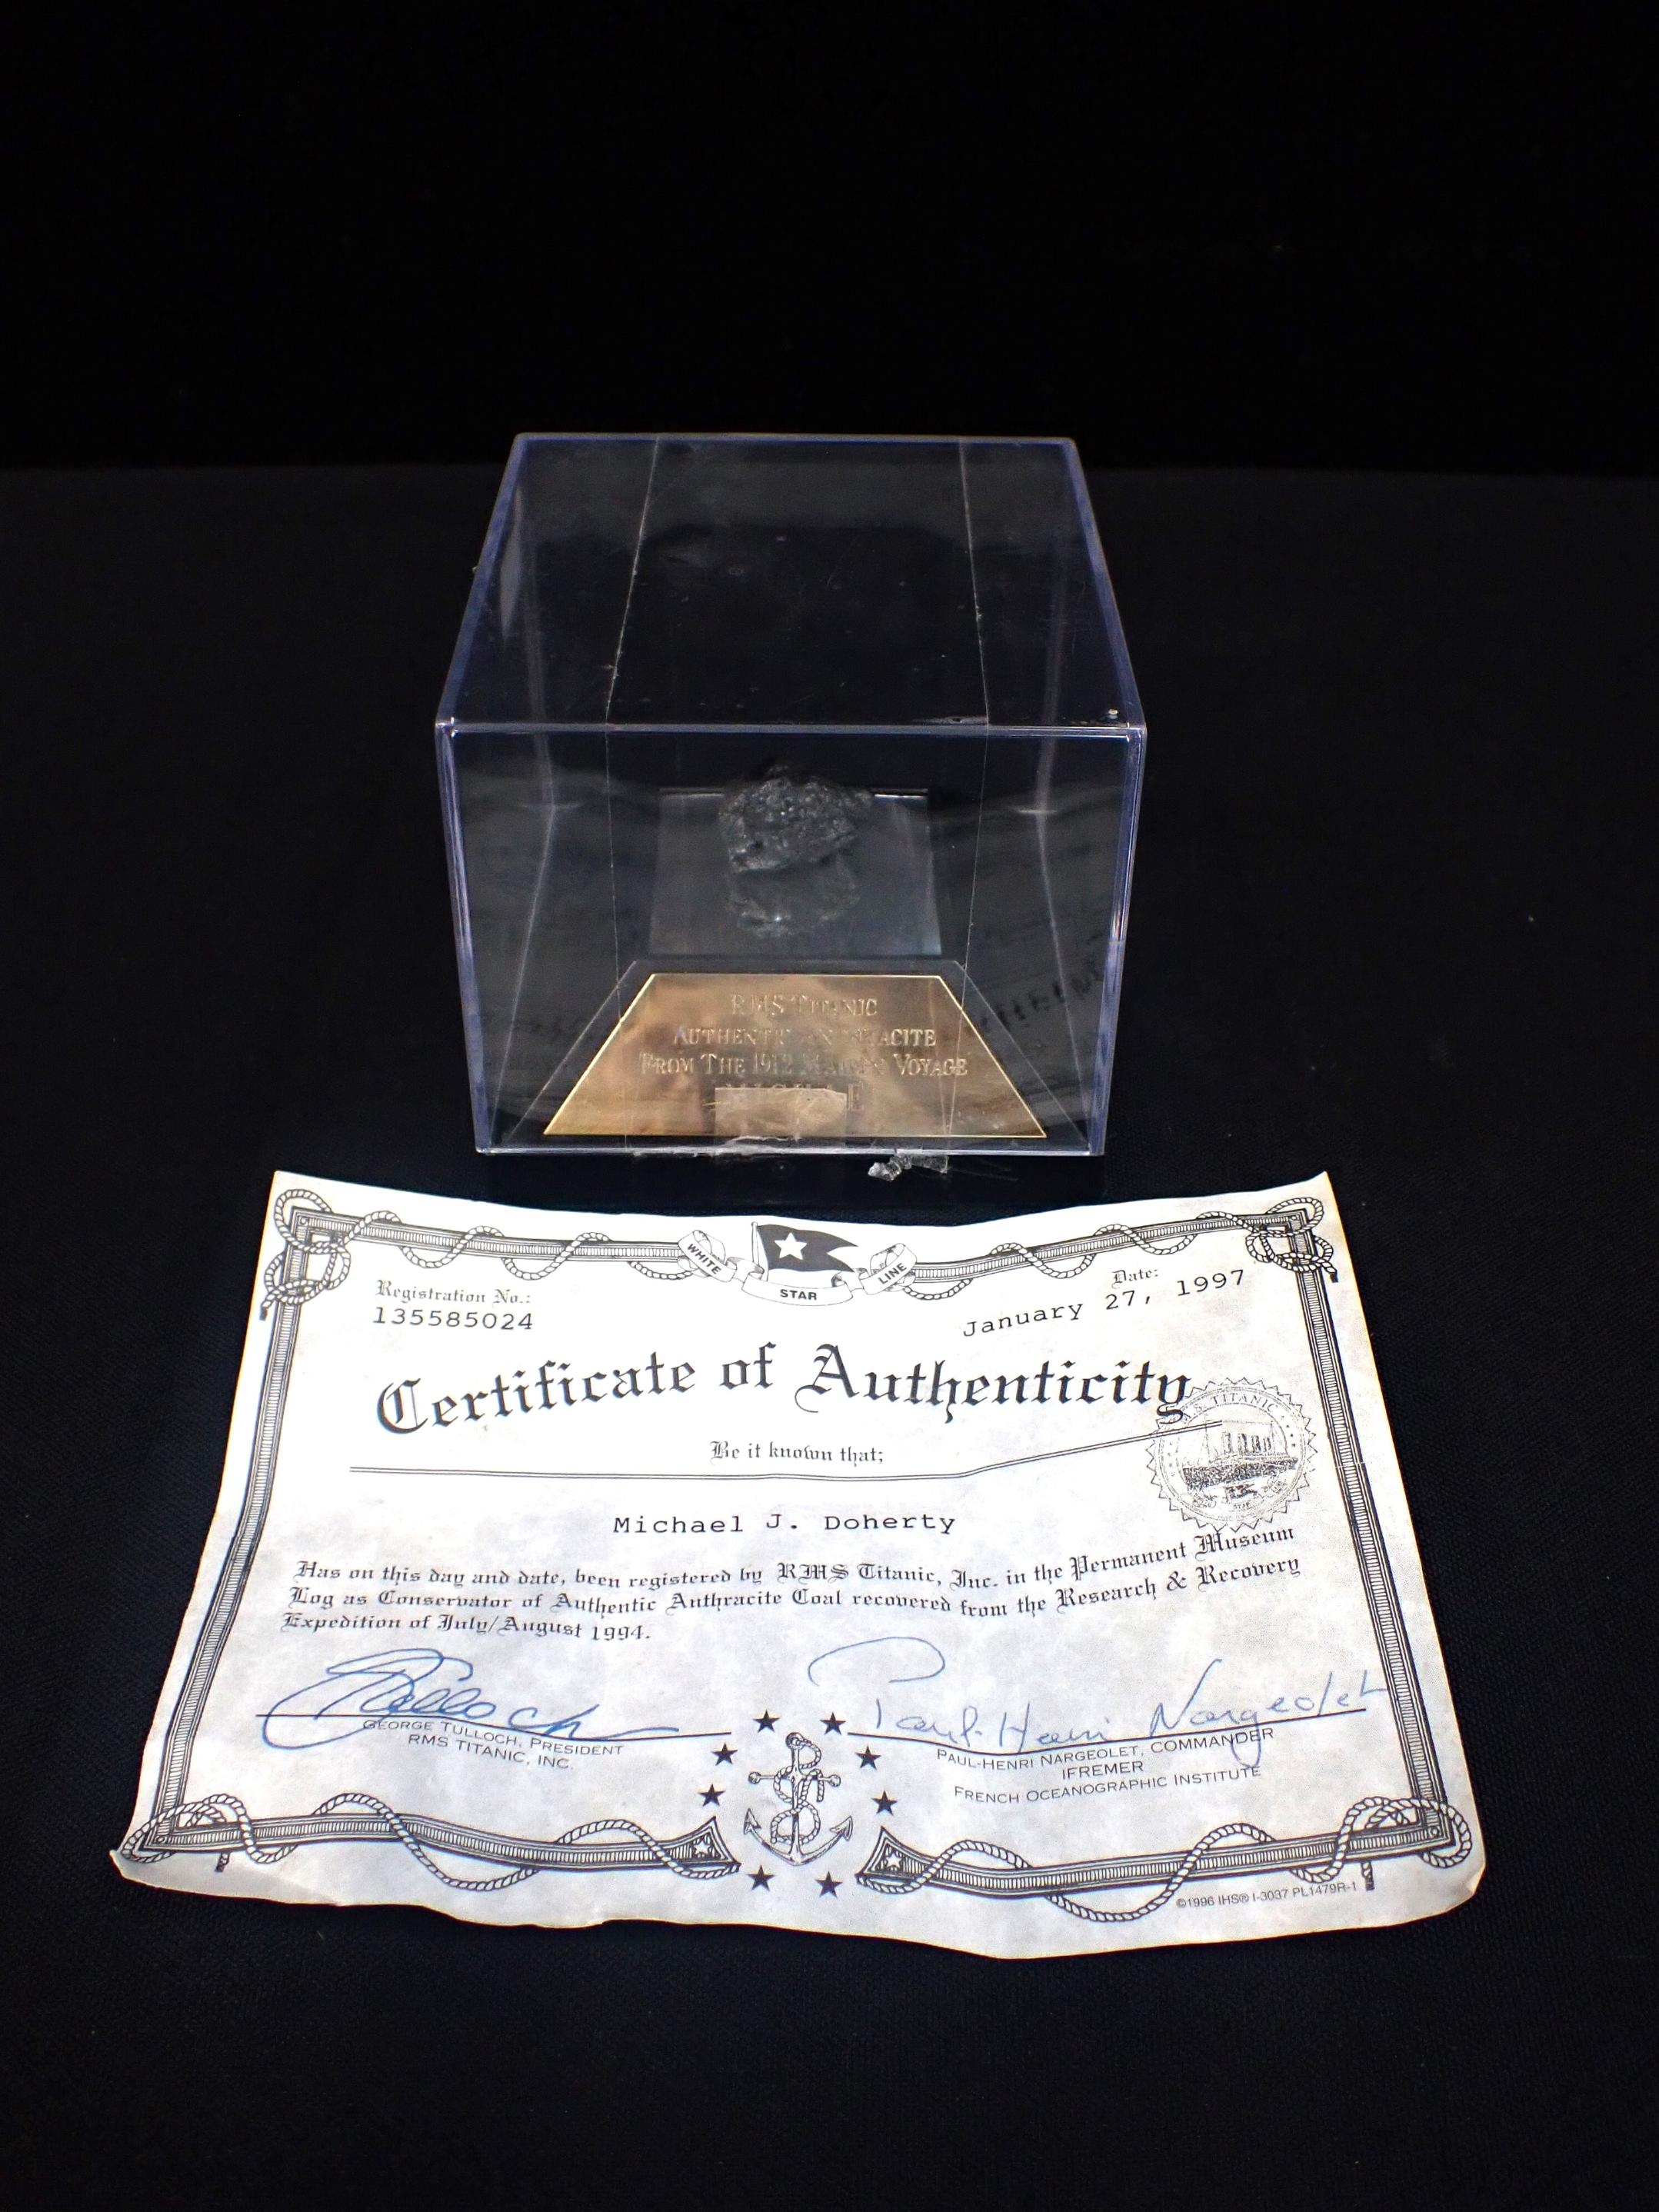 RMS TITANIC
AUTHENTIC ANTHRACITE
FROM THE 1912 MAIDEN VOYAGE
WHITE STAR LINE
Registration No.:
135585024
Date:
January 27, 1997
Certificate of Authenticity
Be it known that;
TITANIC
Michael J. Doherty
Has on this day and date, been registered by RMS Titanic, Inc. in the Permanent Museum
Log as Conservator of Authentic Anthracite Coal recovered from the Research & Recovery
Expedition of July/August 1994.
GTulloch
Paul-Henri Nargeolet
GEORGE TULLOCH, PRESIDENT
RMS TITANIC, INC.
PAUL-HENRI NARGEOLET, COMMANDER
IFREMER
FRENCH OCEANOGRAPHIC INSTITUTE
©1996 IHS® I-3037 PL1479R-1